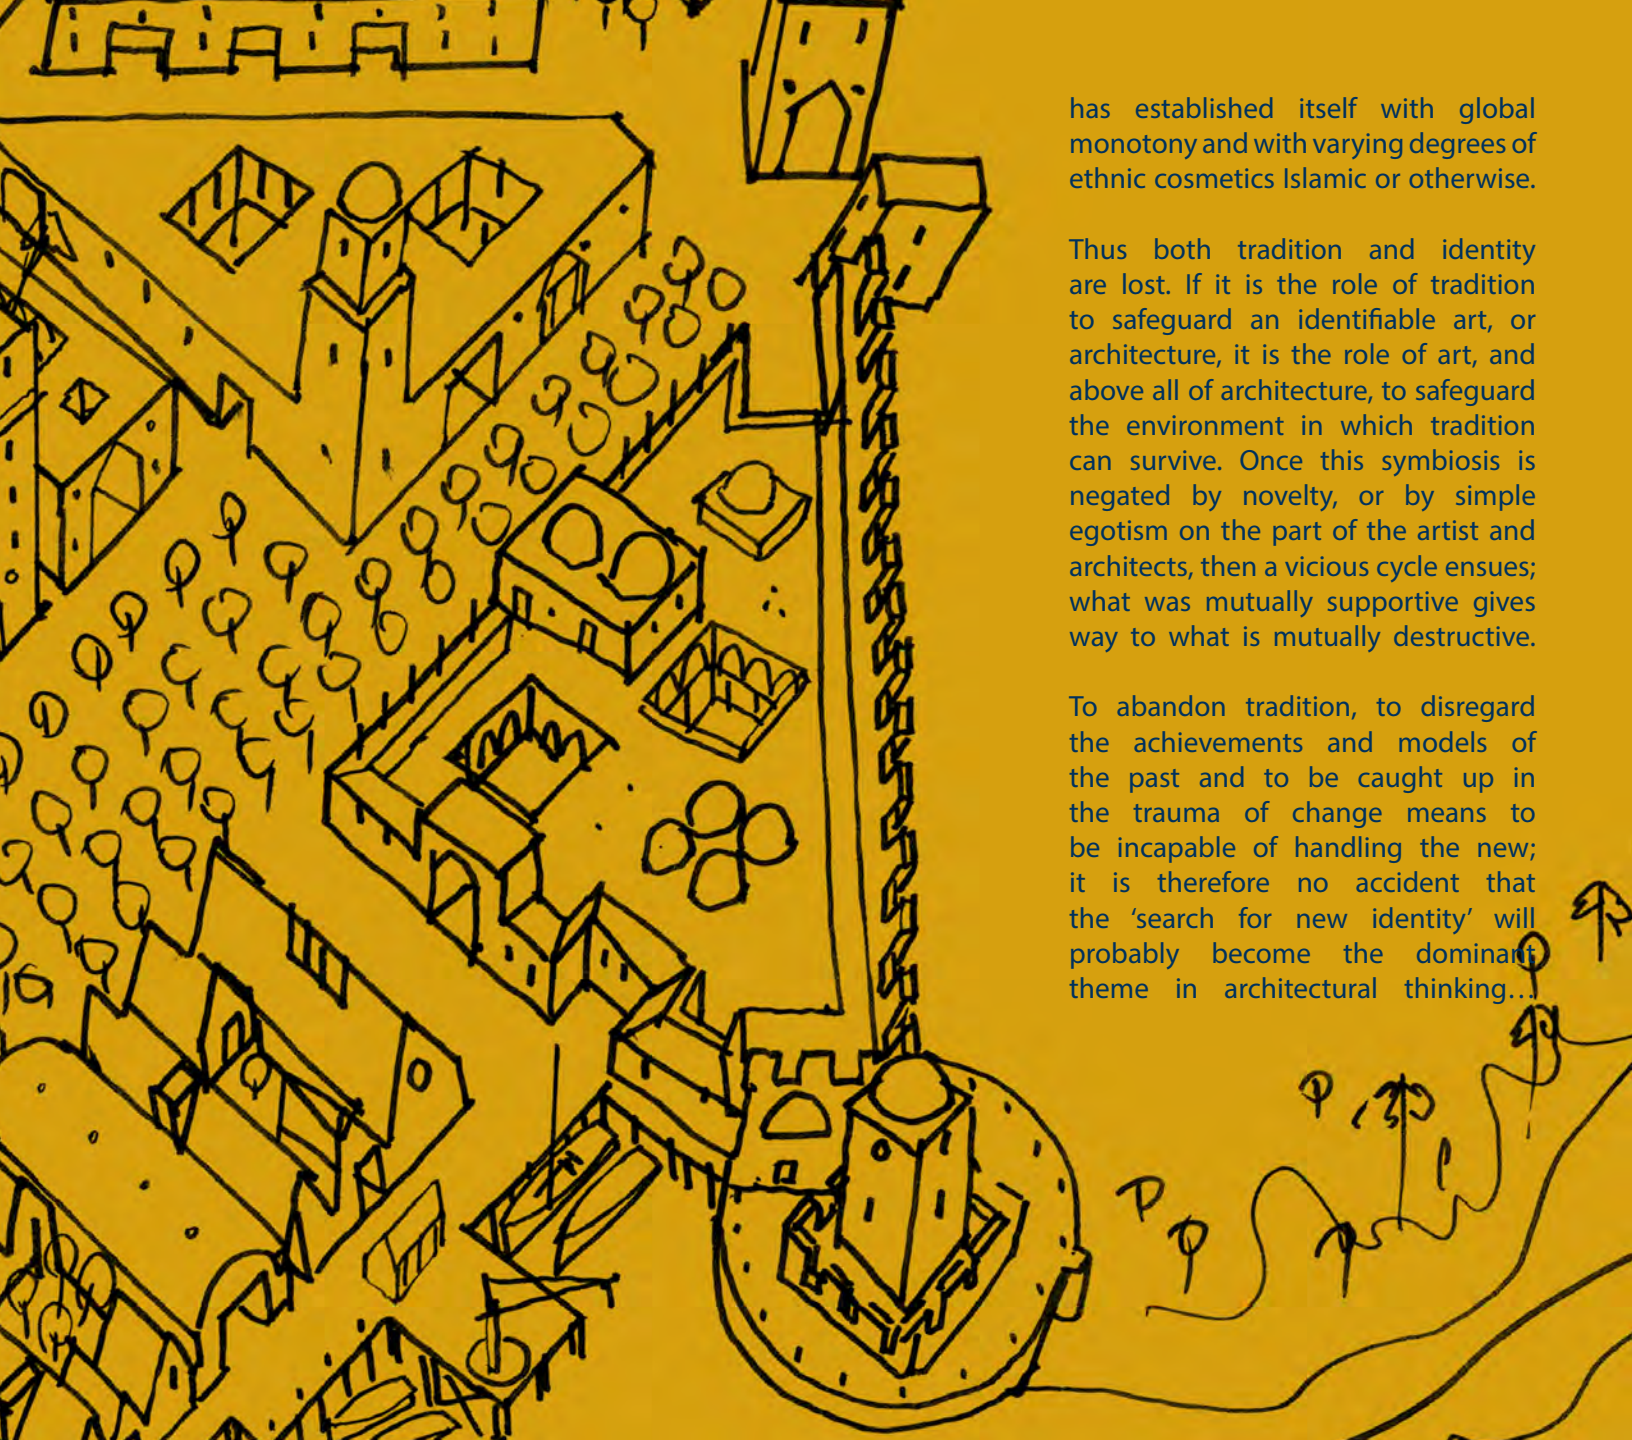 has established itself with global
monotony and with varying degrees of
ethnic cosmetics Islamic or otherwise.
Thus both tradition and identity
are lost. If it is the role of tradition
to safeguard an identifiable art, or
architecture, it is the role of art, and
above all of architecture, to safeguard
the environment in which tradition
can survive. Once this symbiosis is
negated by novelty, or by simple
egotism on the part of the artist and
architects, then a vicious cycle ensues;
what was mutually supportive gives
way to what is mutually destructive.
To abandon tradition, to disregard
the achievements and models of
the past and to be caught up in
the trauma of change means to
be incapable of handling the new;
it is therefore no accident that
the ‘search for new identity’ will
probably become the dominant
theme in architectural thinking…